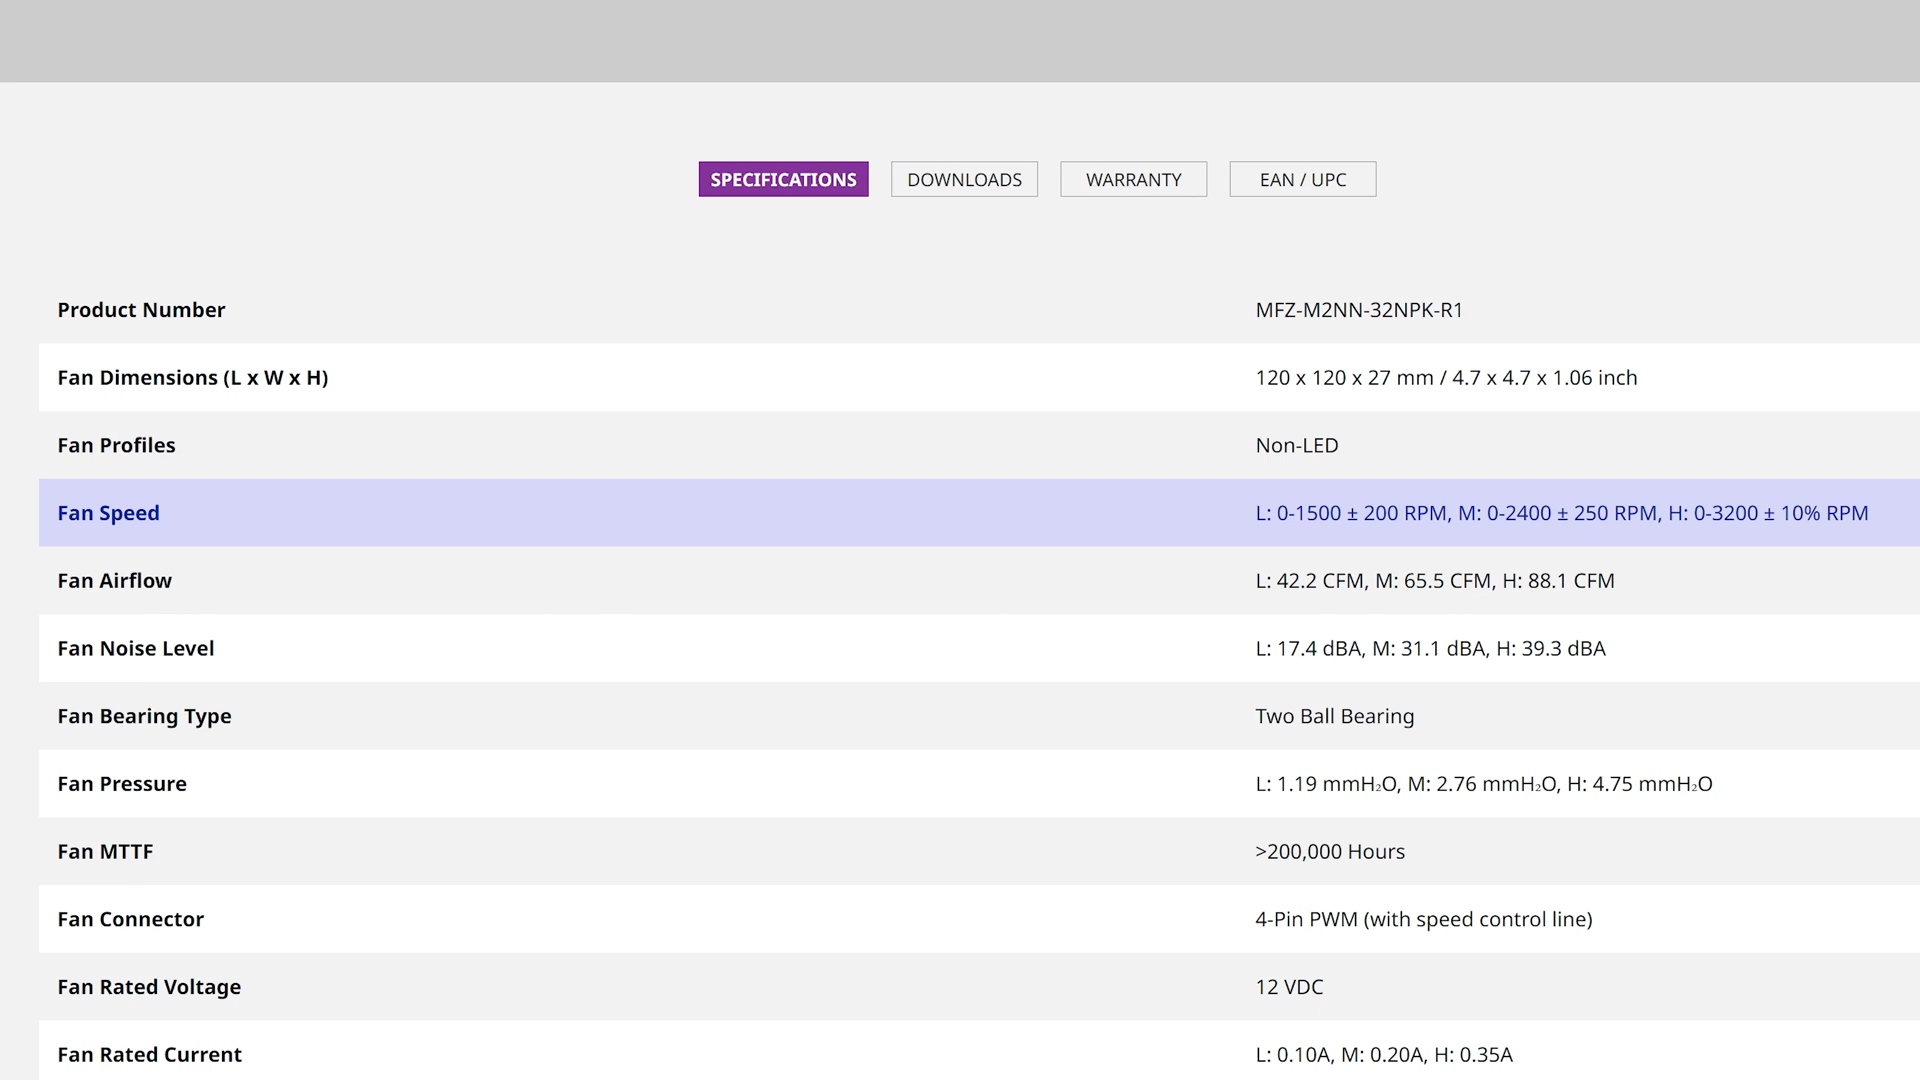 SPECIFICATIONS DOWNLOADS WARRANTY EAN / UPC
Product Number MFZ-M2NN-32NPK-R1
Fan Dimensions (L x W x H) 120 x 120 x 27 mm / 4.7 x 4.7 x 1.06 inch
Fan Profiles Non-LED
Fan Speed L: 0-1500 ± 200 RPM, M: 0-2400 ± 250 RPM, H: 0-3200 ± 10% RPM
Fan Airflow L: 42.2 CFM, M: 65.5 CFM, H: 88.1 CFM
Fan Noise Level L: 17.4 dBA, M: 31.1 dBA, H: 39.3 dBA
Fan Bearing Type Two Ball Bearing
Fan Pressure L: 1.19 mmH₂O, M: 2.76 mmH₂O, H: 4.75 mmH₂O
Fan MTTF >200,000 Hours
Fan Connector 4-Pin PWM (with speed control line)
Fan Rated Voltage 12 VDC
Fan Rated Current L: 0.10A, M: 0.20A, H: 0.35A